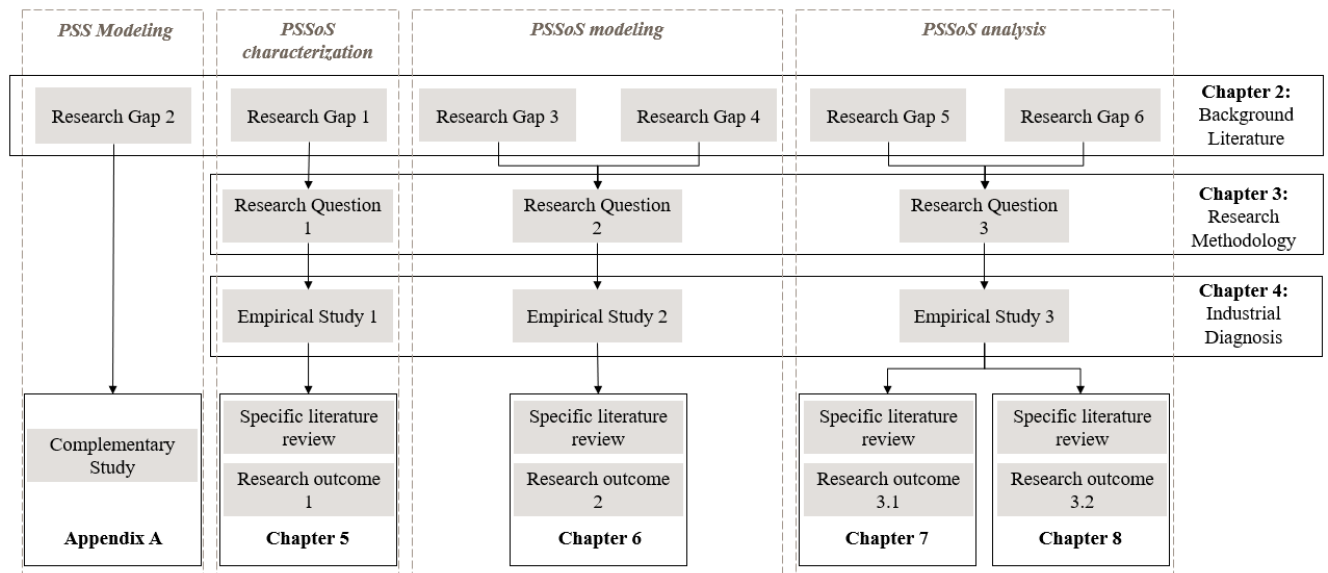 PSS Modeling
PSSoS
characterization
PSSoS modeling
PSSoS analysis
Research Gap 2
Research Gap 1
Research Gap 3
Research Gap 4
Research Gap 5
Research Gap 6
Chapter 2:
Background
Literature
Research Question
1
Research Question
2
Research Question
3
Chapter 3:
Research
Methodology
Empirical Study 1
Empirical Study 2
Empirical Study 3
Chapter 4:
Industrial
Diagnosis
Complementary
Study
Appendix A
Specific literature
review
Research outcome
1
Chapter 5
Specific literature
review
Research outcome
2
Chapter 6
Specific literature
review
Research outcome
3.1
Chapter 7
Specific literature
review
Research outcome
3.2
Chapter 8